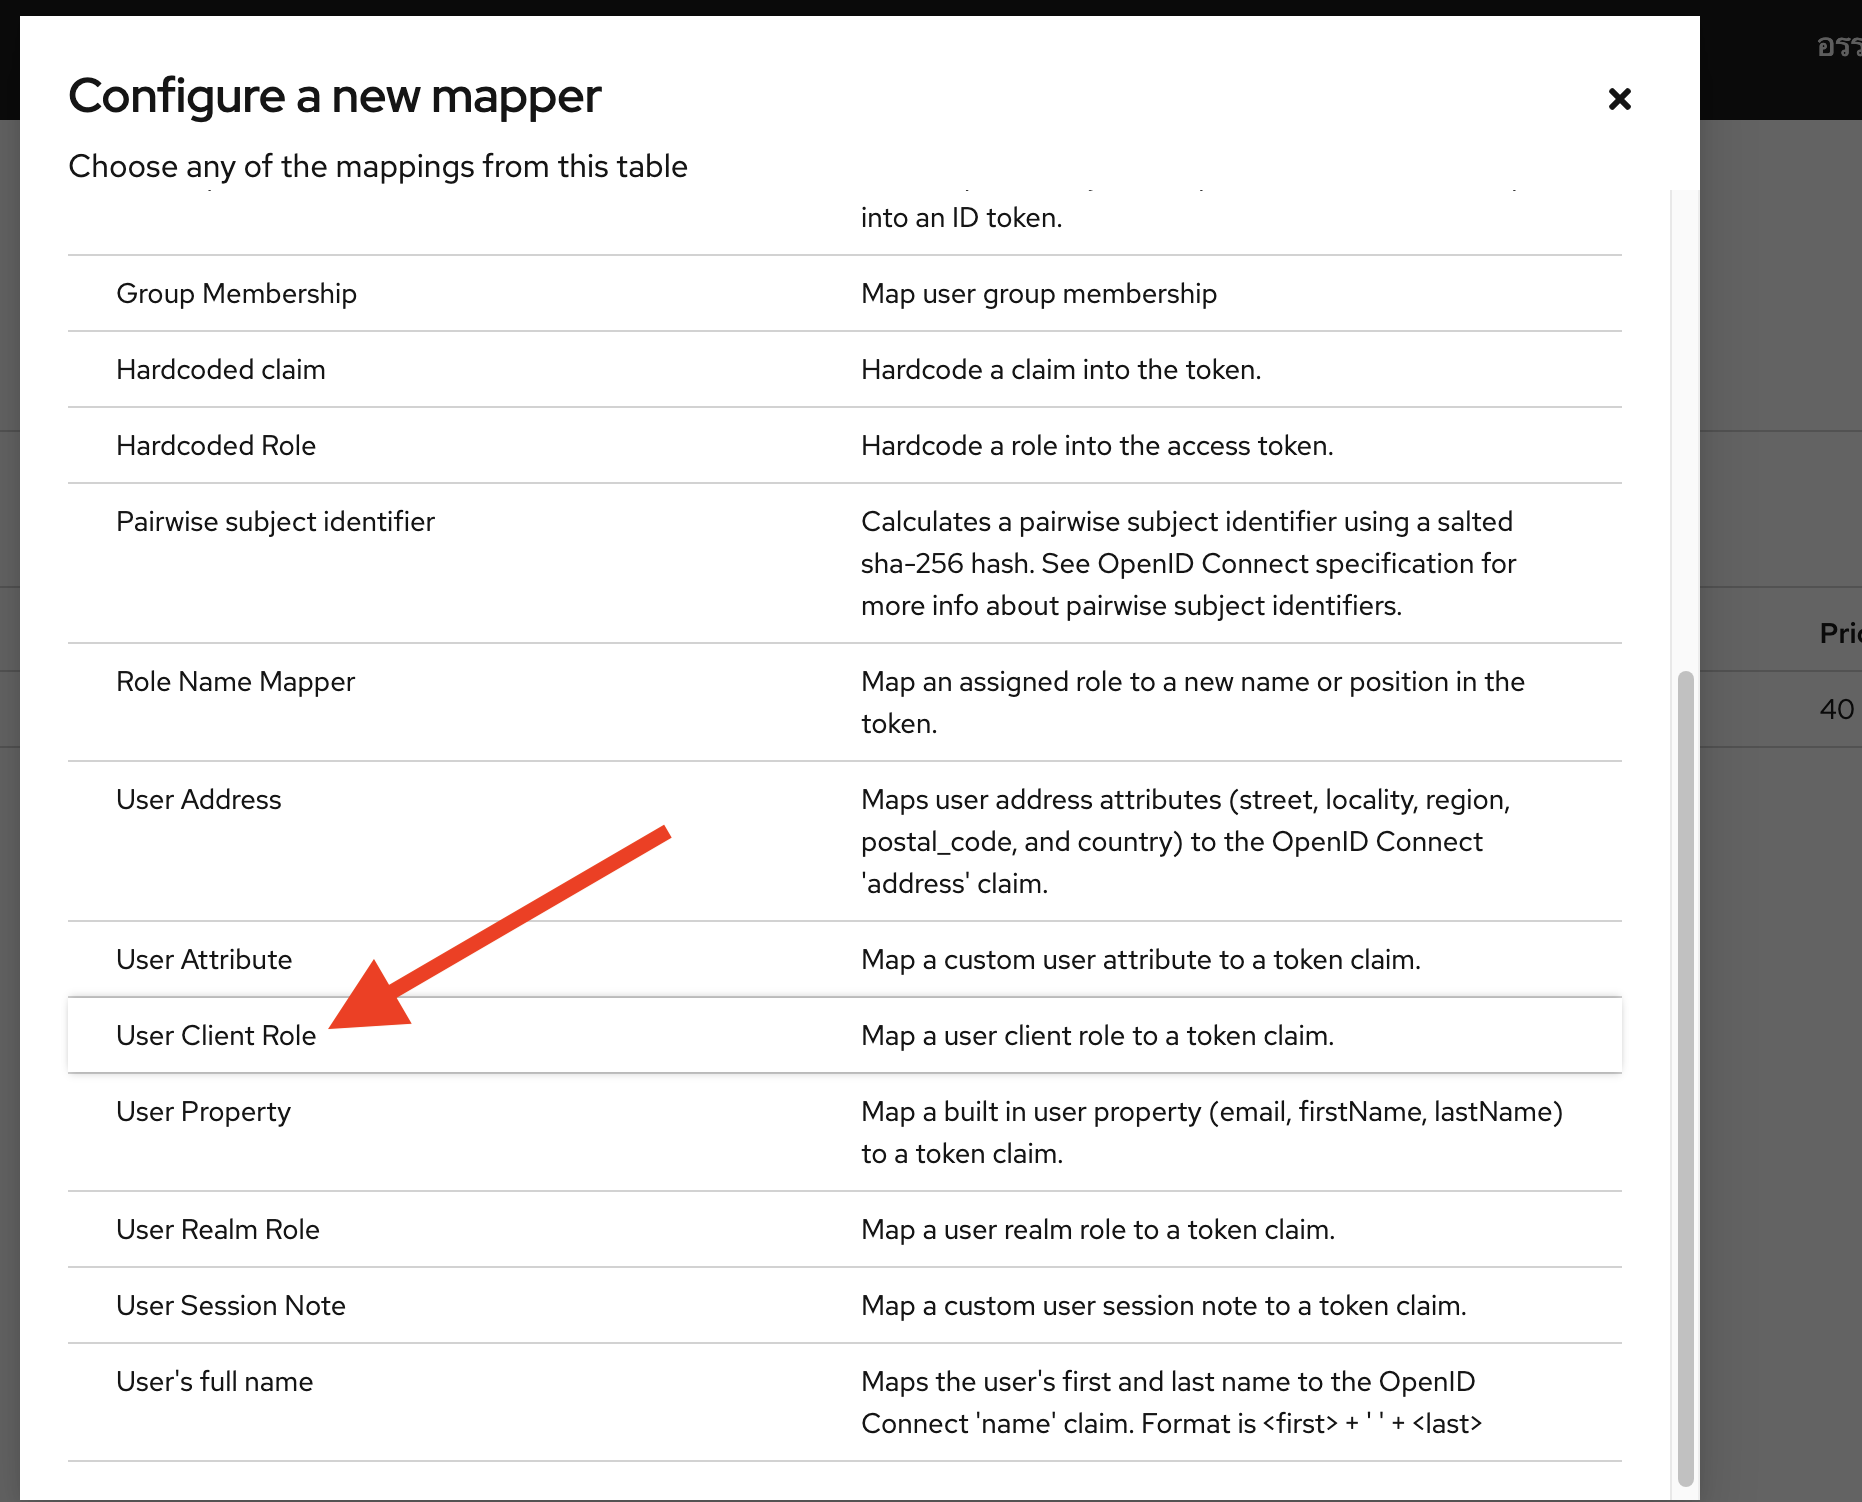 Configure a new mapper
Choose any of the mappings from this table
into an ID token.
Group Membership
Map user group membership
Hardcoded claim
Hardcode a claim into the token.
Hardcoded Role
Hardcode a role into the access token.
Pairwise subject identifier
Calculates a pairwise subject identifier using a salted
sha-256 hash. See OpenID Connect specification for
more info about pairwise subject identifiers.
Role Name Mapper
Map an assigned role to a new name or position in the
token.
User Address
Maps user address attributes (street, locality, region,
postal_code, and country) to the OpenID Connect
'address' claim.
User Attribute
Map a custom user attribute to a token claim.
User Client Role
Map a user client role to a token claim.
User Property
Map a built in user property (email, firstName, lastName)
to a token claim.
User Realm Role
Map a user realm role to a token claim.
User Session Note
Map a custom user session note to a token claim.
User's full name
Maps the user's first and last name to the OpenID
Connect 'name' claim. Format is <first> + ' ' + <last>
40